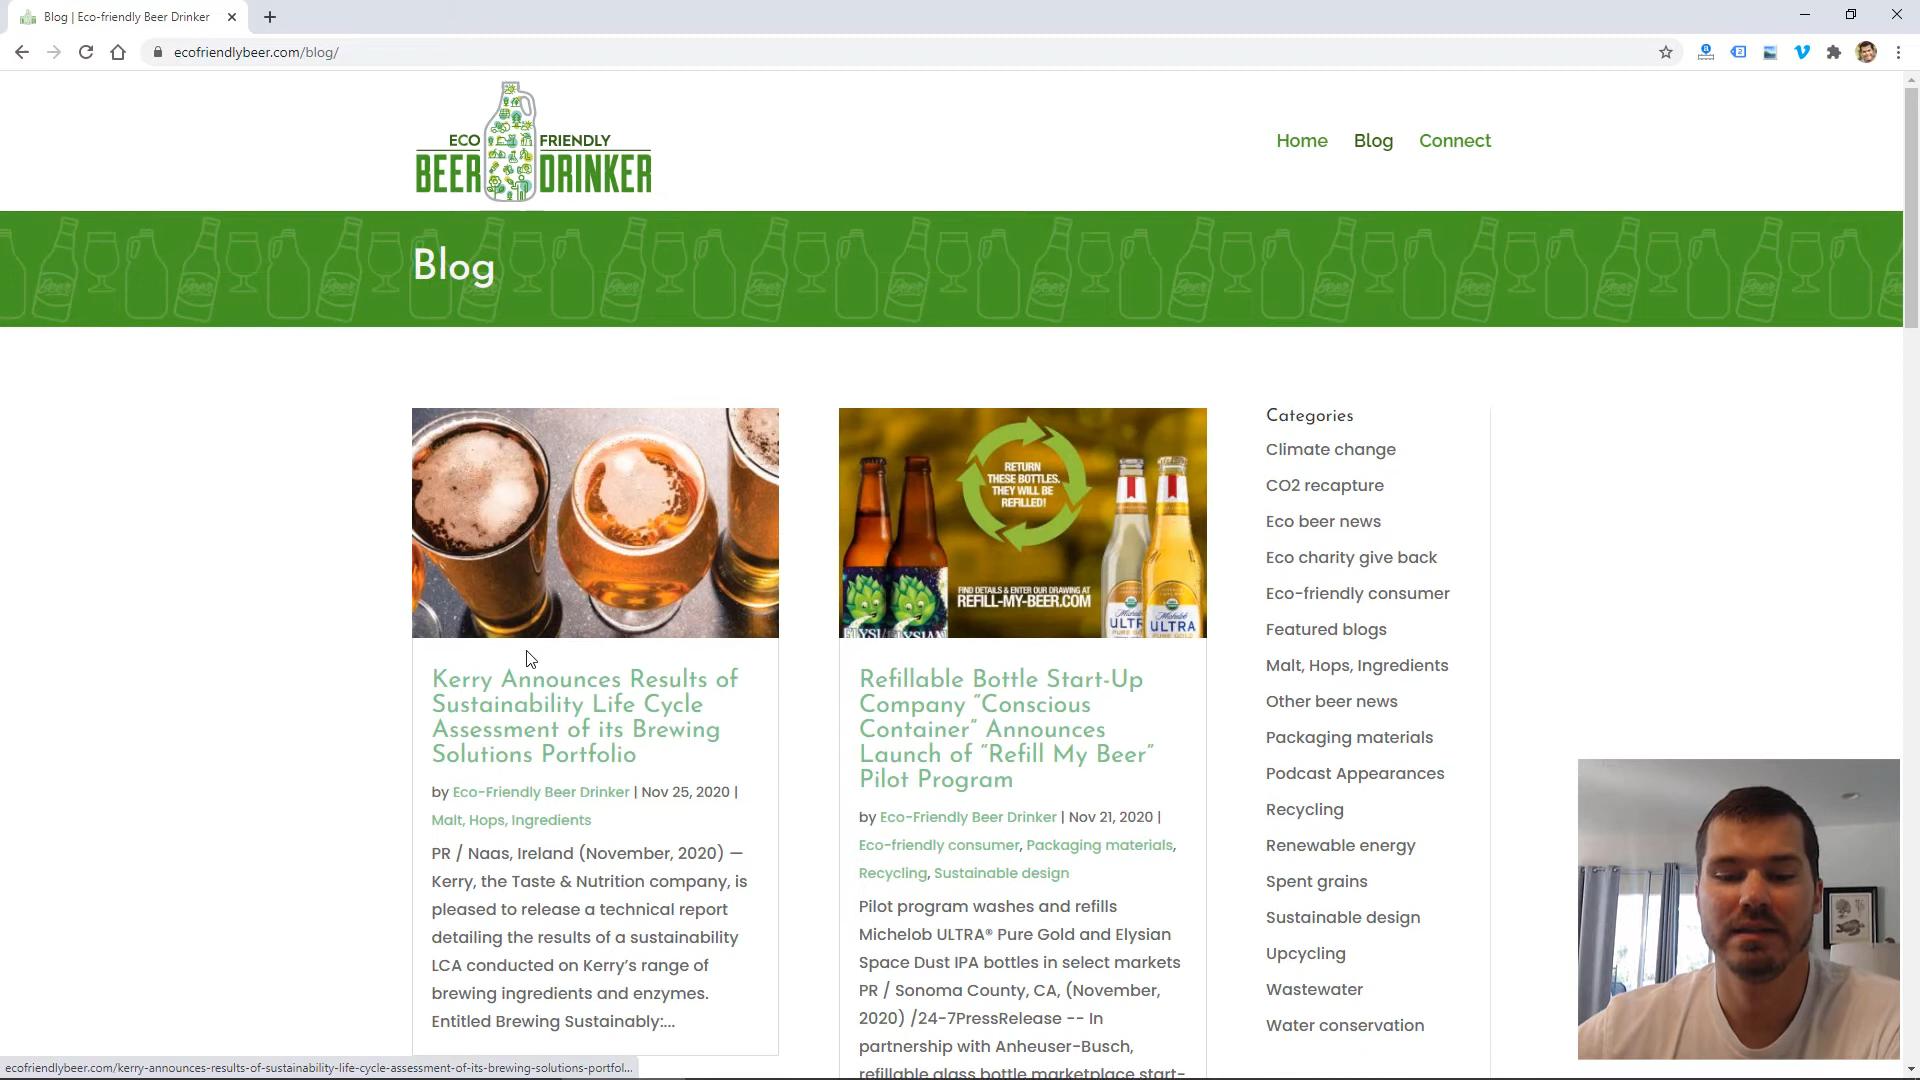 Blog | Eco-friendly Beer Drinker
ecofriendlybeer.com/blog/
ECO FRIENDLY
BEER DRINKER
Home Blog Connect
Blog
RETURN
THESE BOTTLES.
THEY WILL BE
REFILLED!
FIND DETAILS & ENTER OUR DRAWING AT
REFILL-MY-BEER.COM
Kerry Announces Results of
Sustainability Life Cycle
Assessment of its Brewing
Solutions Portfolio
by Eco-Friendly Beer Drinker | Nov 25, 2020 |
Malt, Hops, Ingredients
PR / Naas, Ireland (November, 2020) —
Kerry, the Taste & Nutrition company, is
pleased to release a technical report
detailing the results of a sustainability
LCA conducted on Kerry’s range of
brewing ingredients and enzymes.
Entitled Brewing Sustainably:...
Refillable Bottle Start-Up
Company “Conscious
Container” Announces
Launch of “Refill My Beer”
Pilot Program
by Eco-Friendly Beer Drinker | Nov 21, 2020 |
Eco-friendly consumer, Packaging materials,
Recycling, Sustainable design
Pilot program washes and refills
Michelob ULTRA® Pure Gold and Elysian
Space Dust IPA bottles in select markets
PR / Sonoma County, CA, (November,
2020) /24-7PressRelease -- In
partnership with Anheuser-Busch,
refillable glass bottle marketplace start-
Categories
Climate change
CO2 recapture
Eco beer news
Eco charity give back
Eco-friendly consumer
Featured blogs
Malt, Hops, Ingredients
Other beer news
Packaging materials
Podcast Appearances
Recycling
Renewable energy
Spent grains
Sustainable design
Upcycling
Wastewater
Water conservation
ecofriendlybeer.com/kerry-announces-results-of-sustainability-life-cycle-assessment-of-its-brewing-solutions-portfol...